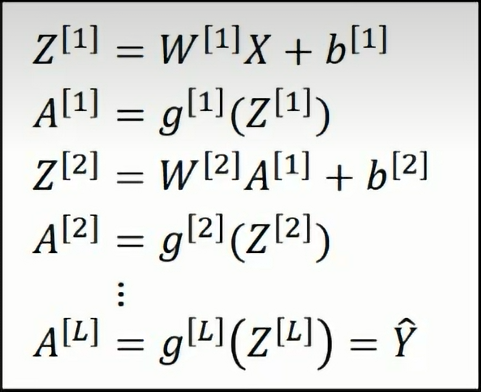 Z^[1] = W^[1]X + b^[1]
A^[1] = g^[1](Z^[1])
Z^[2] = W^[2]A^[1] + b^[2]
A^[2] = g^[2](Z^[2])
⋮
A^[L] = g^[L](Z^[L]) = Ŷ